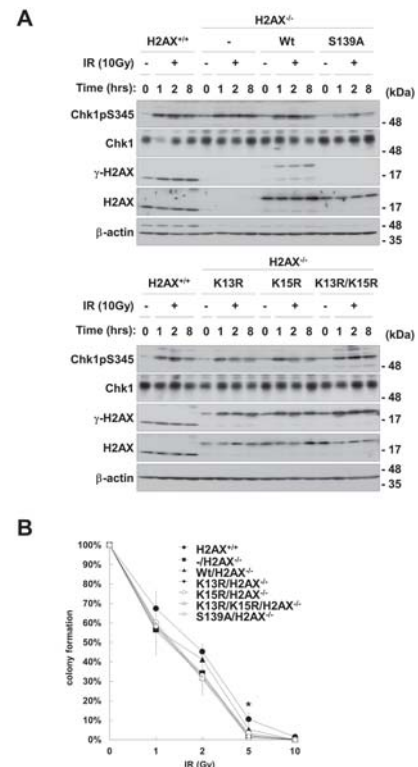 A
H2AX-/-
H2AX+/+ - Wt S139A
IR (10Gy) - + - + - + - +
Time (hrs): 0 1 2 8 0 1 2 8 0 1 2 8 0 1 2 8 (kDa)
Chk1pS345 - 48
Chk1 - 48
γ-H2AX - 17
H2AX - 17
β-actin - 48
- 35
H2AX-/-
H2AX+/+ K13R K15R K13R/K15R
IR (10Gy) - + - + - + - +
Time (hrs): 0 1 2 8 0 1 2 8 0 1 2 8 0 1 2 8 (kDa)
Chk1pS345 - 48
Chk1 - 48
γ-H2AX - 17
H2AX - 17
β-actin - 48
- 35
B
H2AX+/+
-/H2AX-/-
Wt/H2AX-/-
K13R/H2AX-/-
K15R/H2AX-/-
K13R/K15R/H2AX-/-
S139A/H2AX-/-
100%
90%
80%
70%
60%
50%
40%
30%
20%
10%
0%
colony formation
*
0 1 2 5 10
IR (Gy)